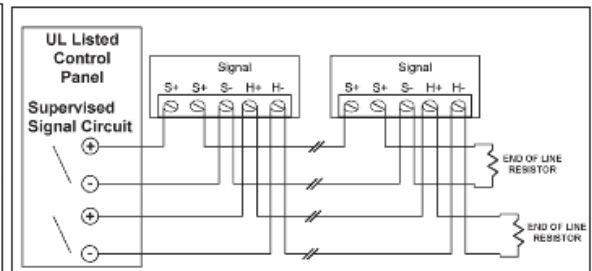 UL Listed
Control
Panel
Supervised
Signal Circuit
+
-
+
-
Signal
S+ S+ S- H+ H-
Signal
S+ S+ S- H+ H-
END OF LINE
RESISTOR
END OF LINE
RESISTOR